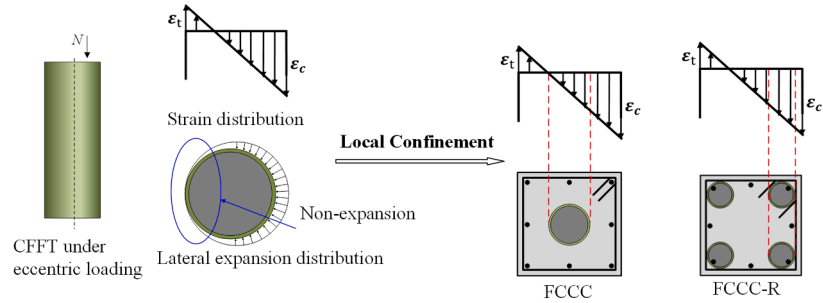 N
CFFT under
eccentric loading
εt
εc
Strain distribution
Non-expansion
Lateral expansion distribution
Local Confinement
εt
εc
FCCC
εt
εc
FCCC-R